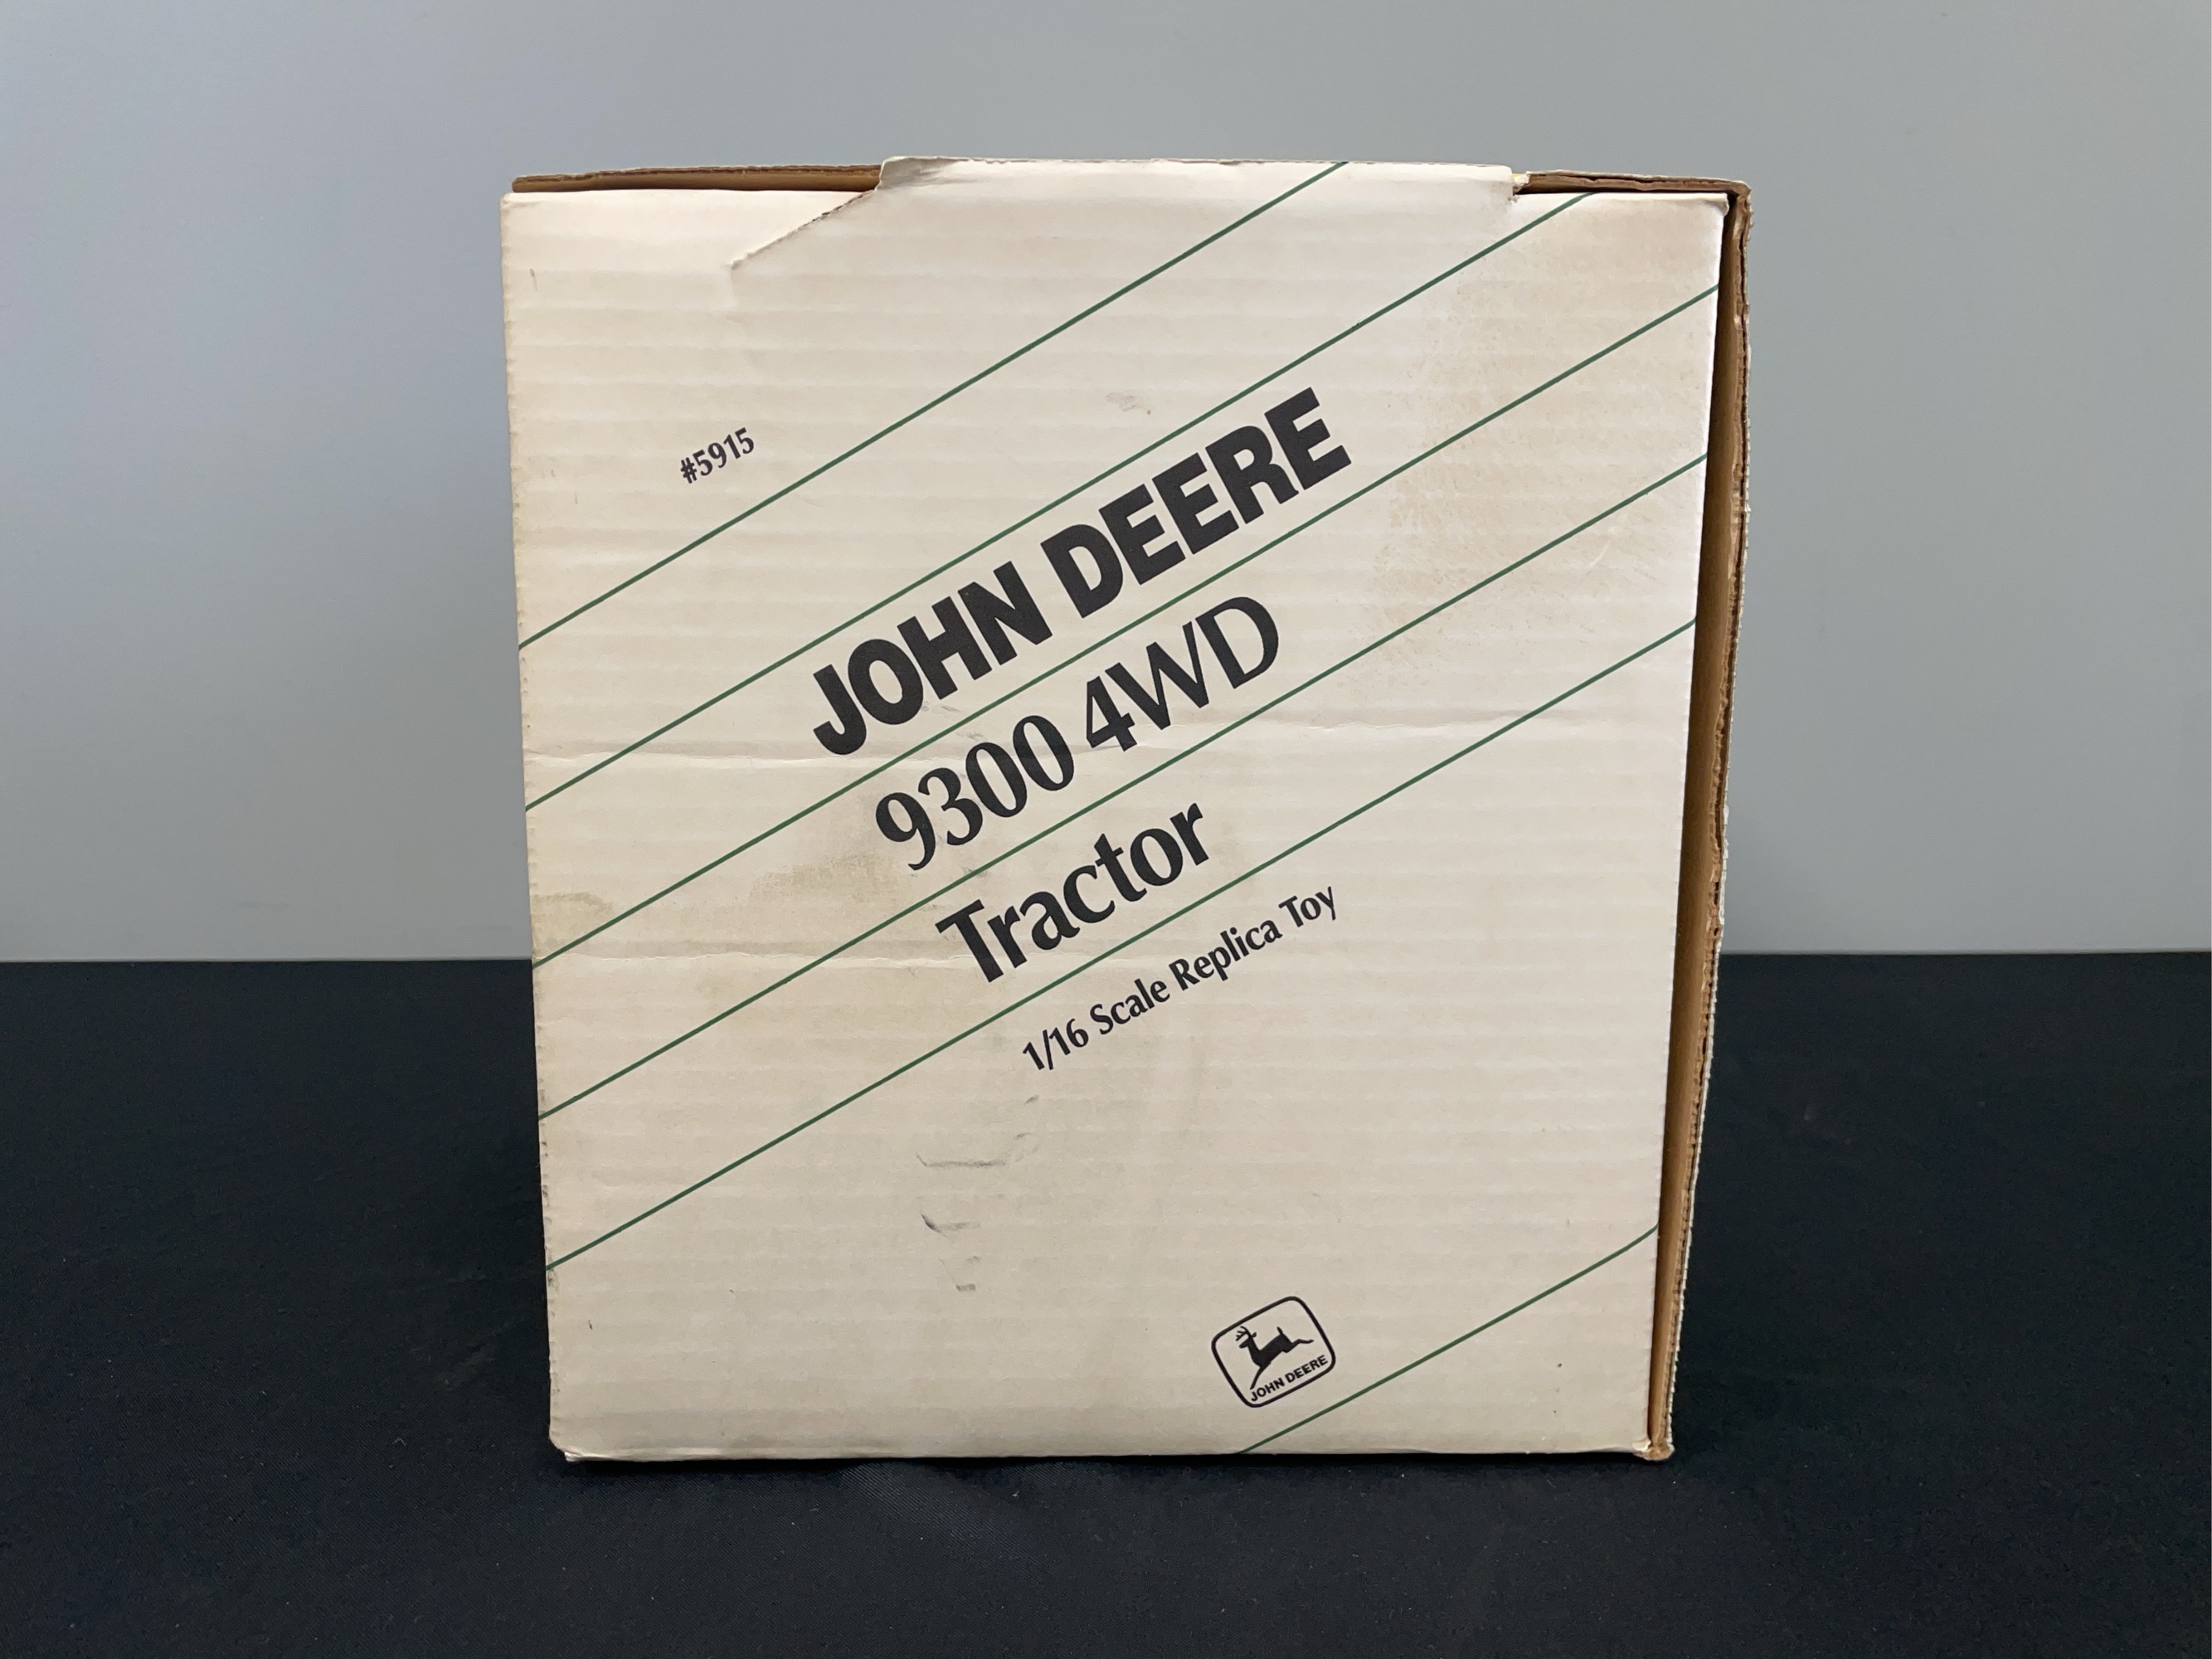 #5915
JOHN DEERE
9300 4WD
Tractor
1/16 Scale Replica Toy
JOHN DEERE